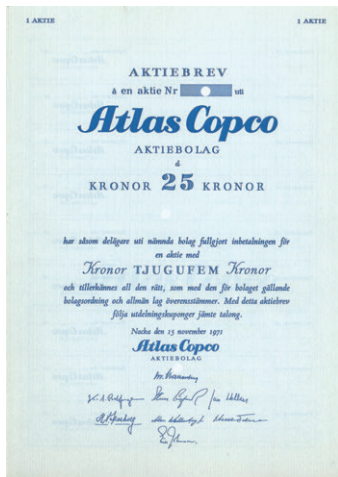 1 AKTIE 1 AKTIE
AKTIEBREV
à en aktie Nr uti
Atlas Copco
AKTIEBOLAG
à
KRONOR 25 KRONOR
har såsom delägare uti nämnda bolag fullgjort inbetalningen för
en aktie med
Kronor TJUGUFEM Kronor
och tillerkännes all den rätt, som med den för bolaget gällande
bolagsordning och allmän lag överensstämmer. Med detta aktiebrev
följa utdelningskuponger jämte talong.
Nacka den 15 november 1971
Atlas Copco
AKTIEBOLAG